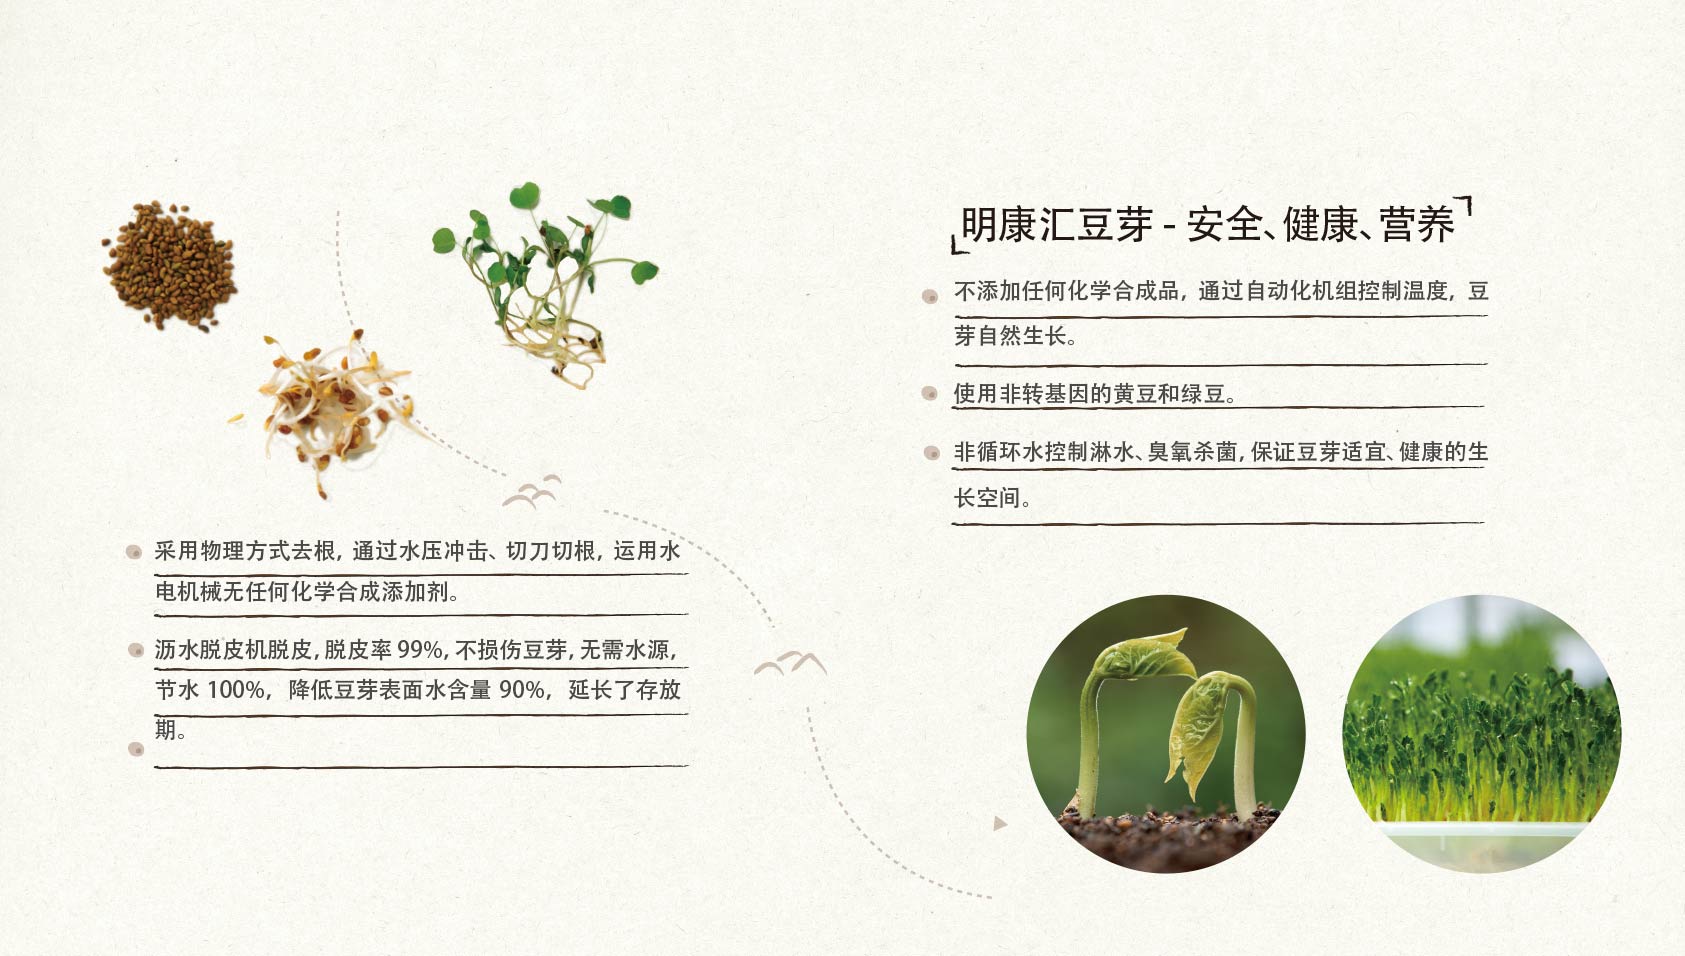 采用物理方式去根, 通过水压冲击、切刀切根, 运用水
电机械无任何化学合成添加剂。
沥水脱皮机脱皮, 脱皮率 99%, 不损伤豆芽, 无需水源,
节水 100%, 降低豆芽表面水含量 90%, 延长了存放
期。
明康汇豆芽 - 安全、健康、营养
不添加任何化学合成品, 通过自动化机组控制温度, 豆
芽自然生长。
使用非转基因的黄豆和绿豆。
非循环水控制淋水、臭氧杀菌, 保证豆芽适宜、健康的生
长空间。